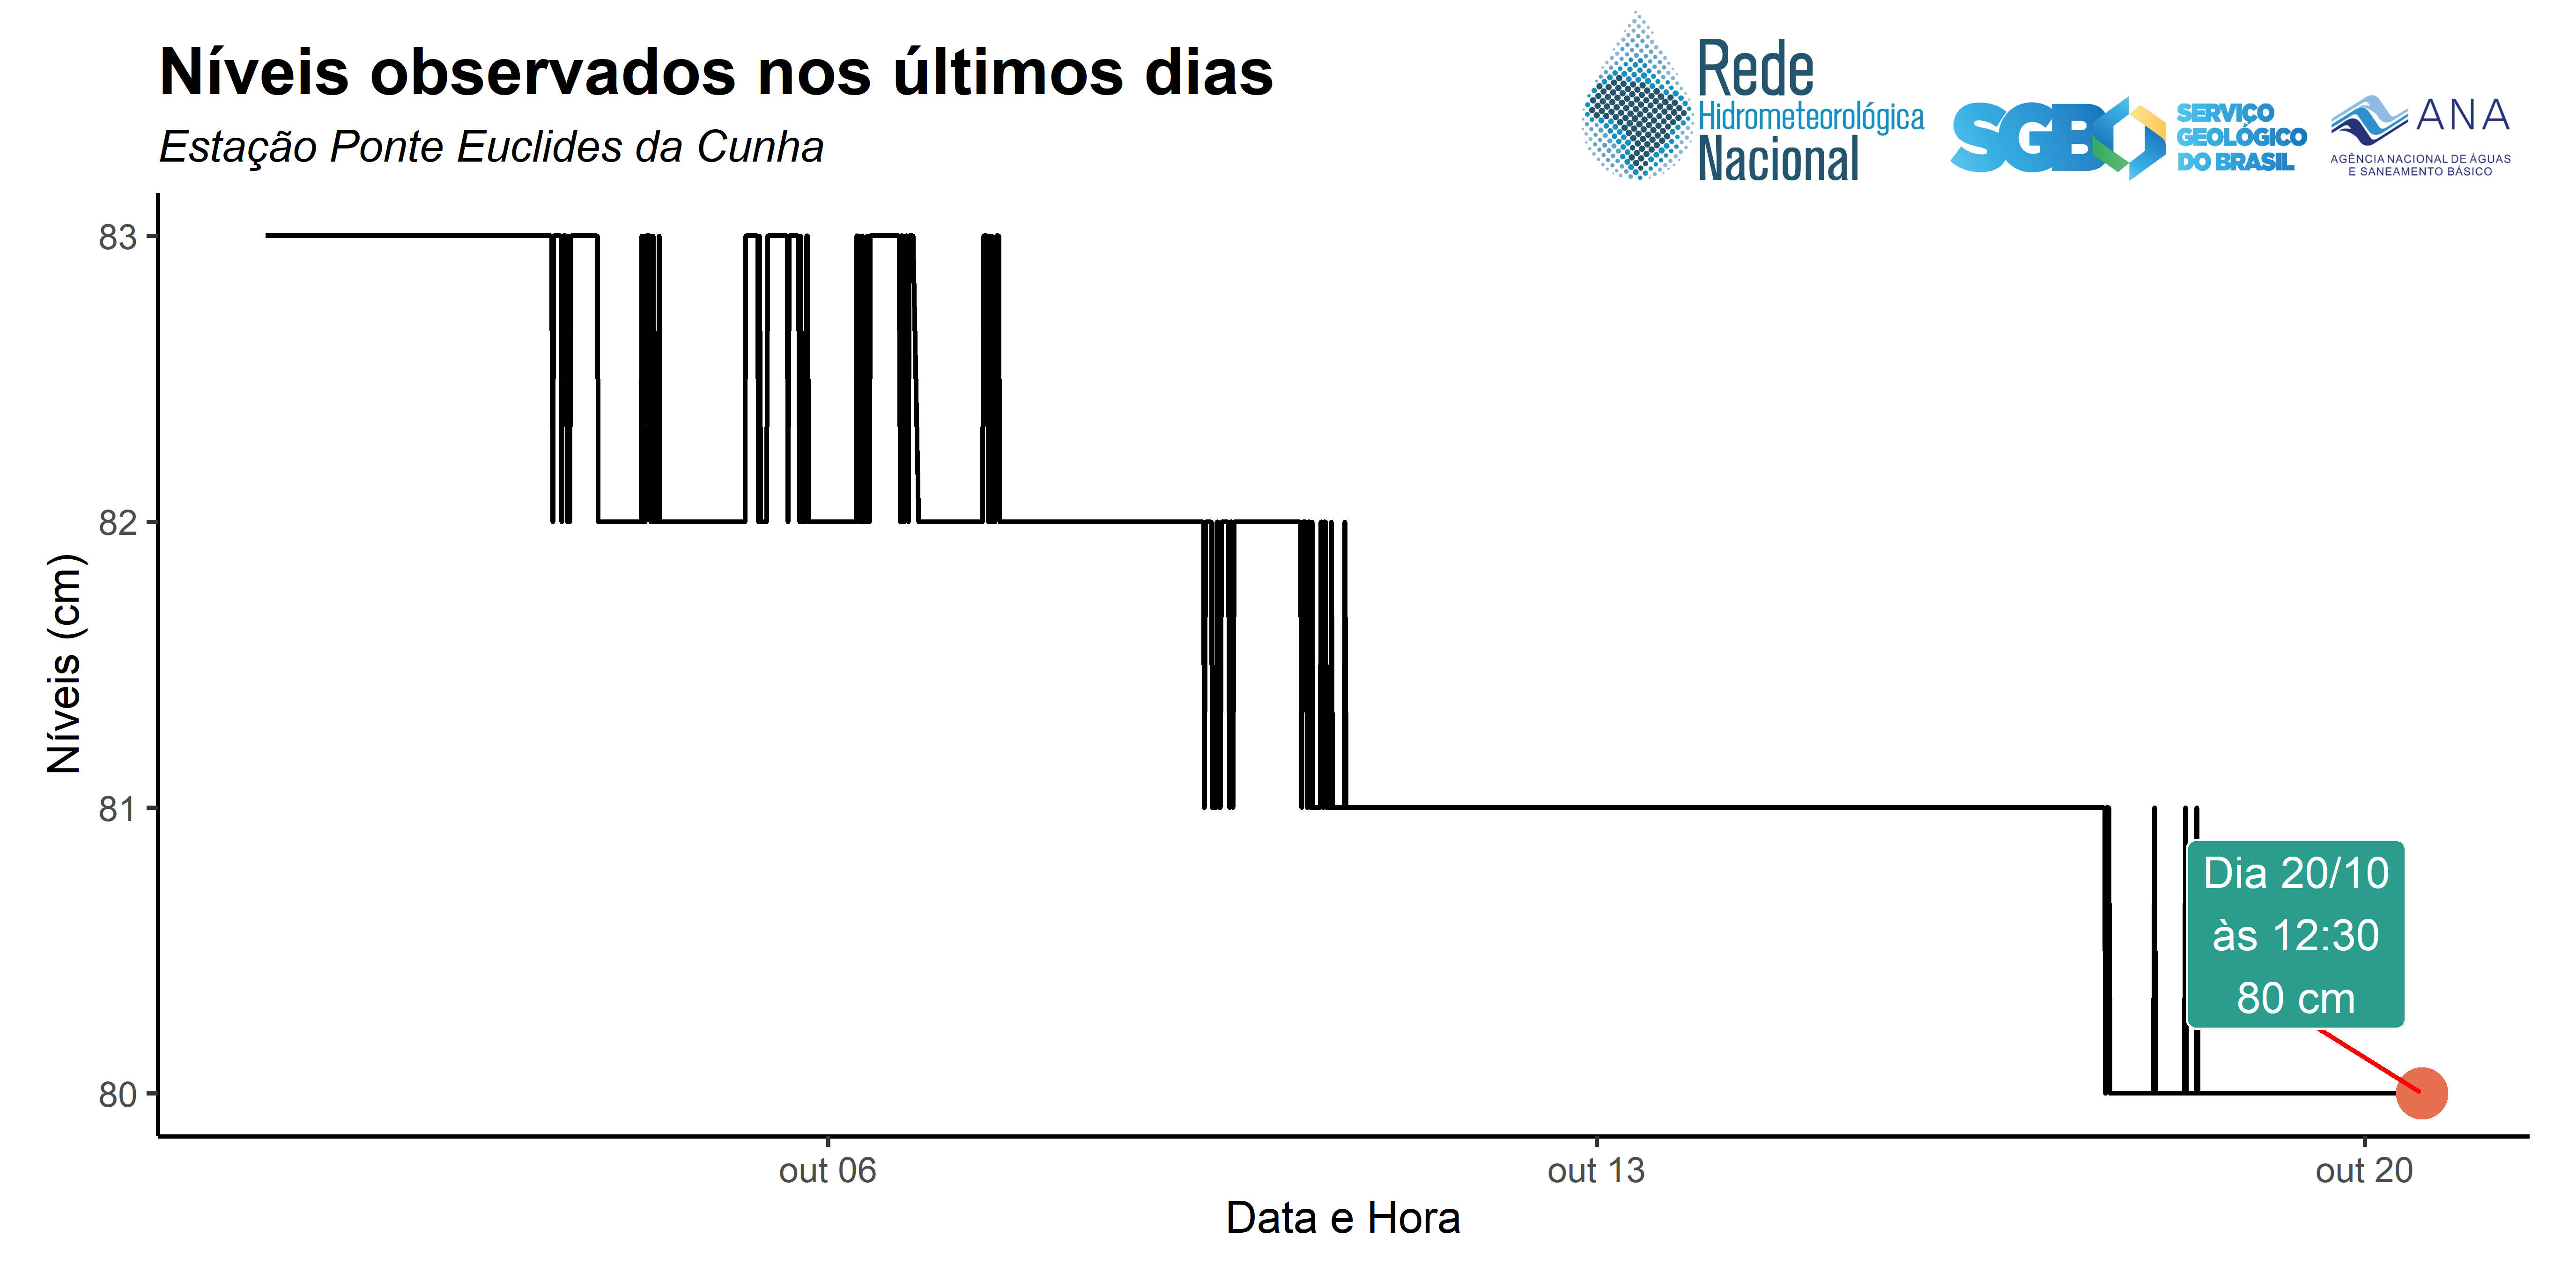 Níveis observados nos últimos dias
Estação Ponte Euclides da Cunha
Rede
Hidrometeorológica
Nacional
SGB
SERVIÇO
GEOLÓGICO
DO BRASIL
ANA
AGÊNCIA NACIONAL DE ÁGUAS
E SANEAMENTO BÁSICO
Níveis (cm)
83
82
81
80
Dia 20/10
às 12:30
80 cm
out 06
out 13
out 20
Data e Hora